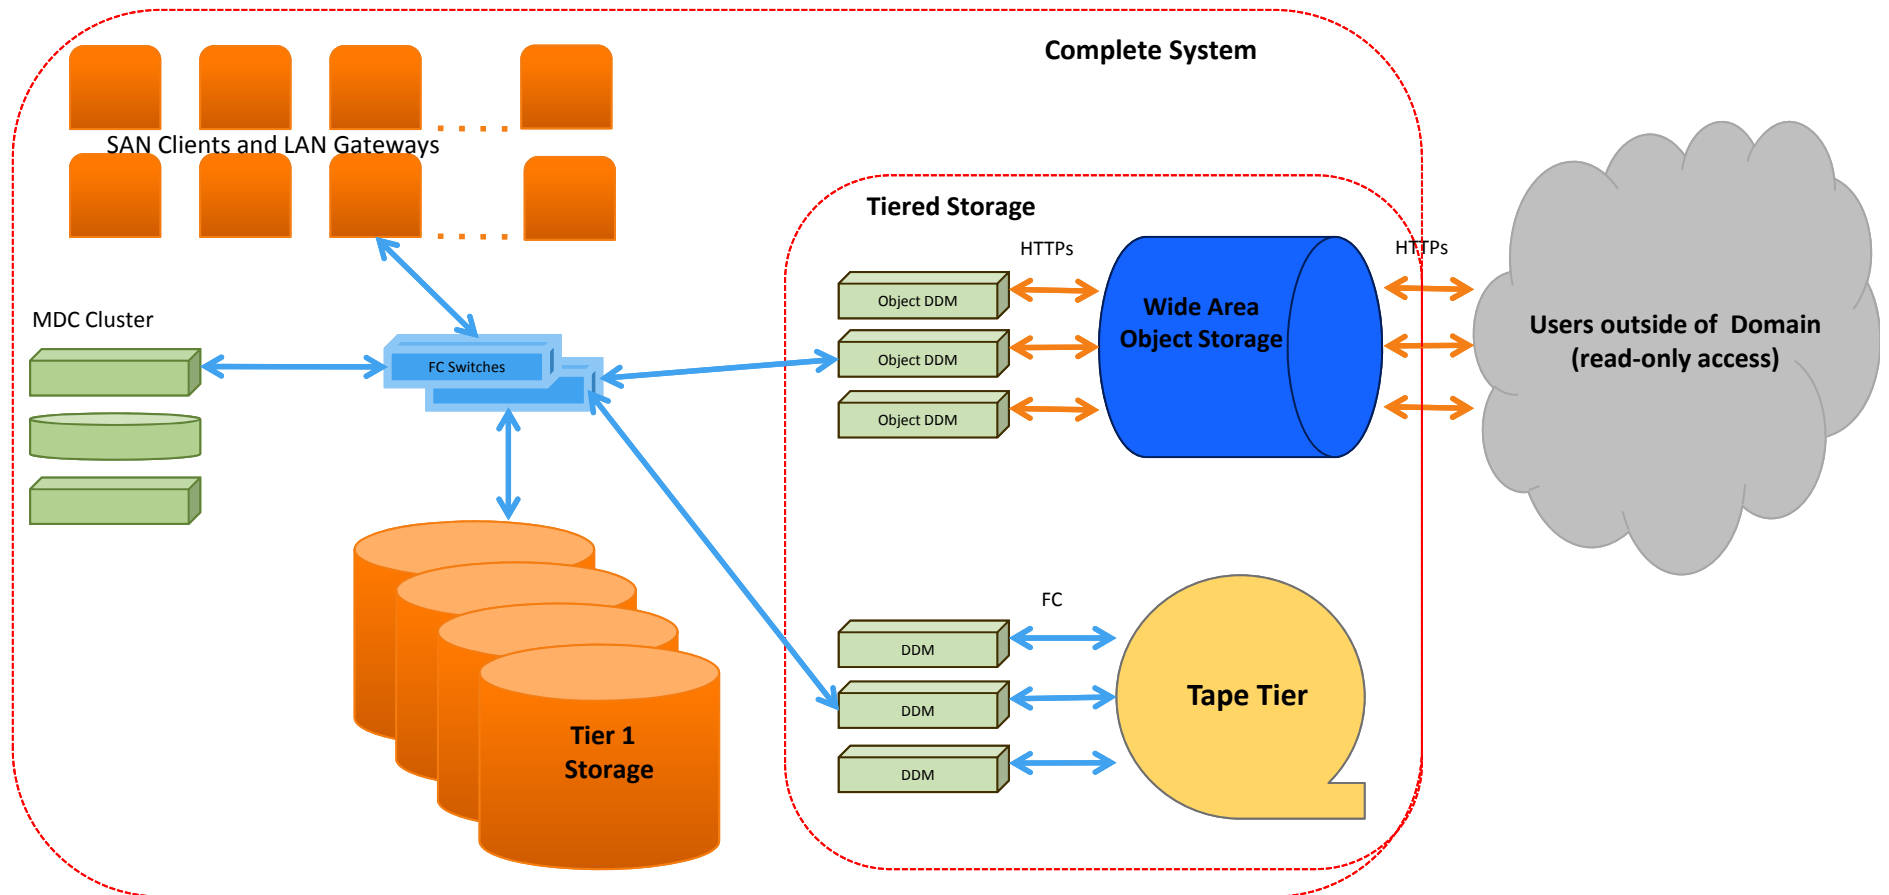 Complete System
SAN Clients and LAN Gateways
Tiered Storage
HTTPs
HTTPs
Object DDM
Wide Area
Object Storage
Users outside of Domain
(read-only access)
MDC Cluster
FC Switches
Object DDM
Object DDM
FC
DDM
DDM
Tape Tier
DDM
Tier 1
Storage